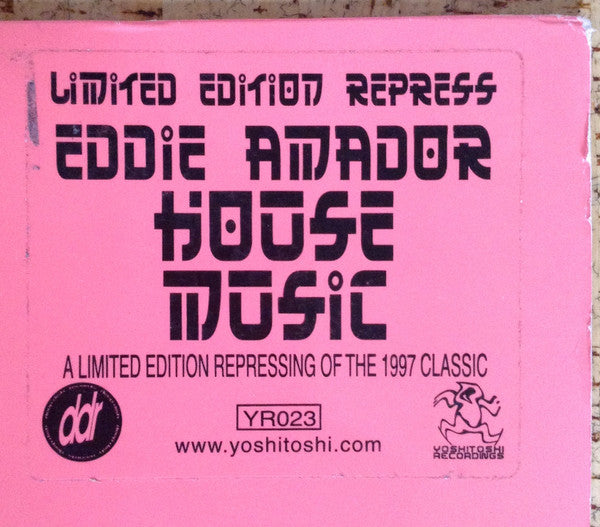 LIMITED EDITION REPRESS
EDDIE AMADOR
HOUSE
MUSIC
A LIMITED EDITION REPRESSING OF THE 1997 CLASSIC
ddr
YR023
www.yoshitoshi.com
YOSHITOSHI
RECORDINGS